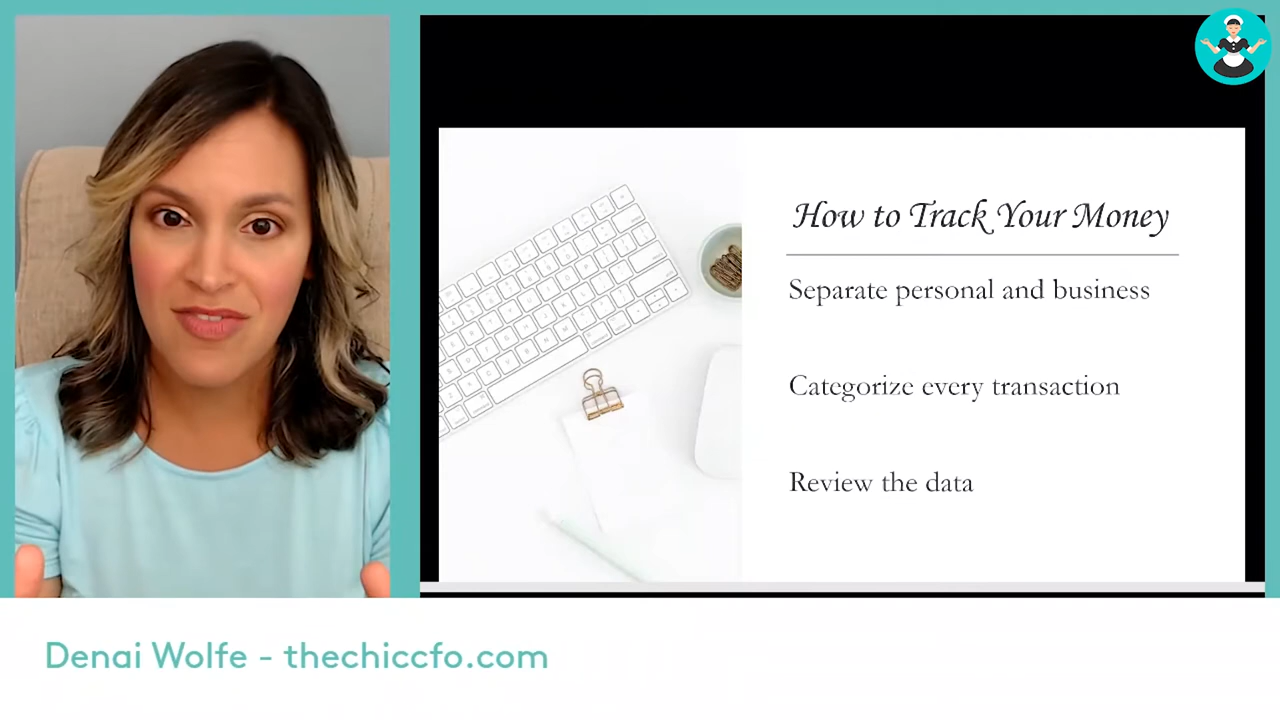 How to Track Your Money
Separate personal and business
Categorize every transaction
Review the data
Denai Wolfe - thechiccfo.com